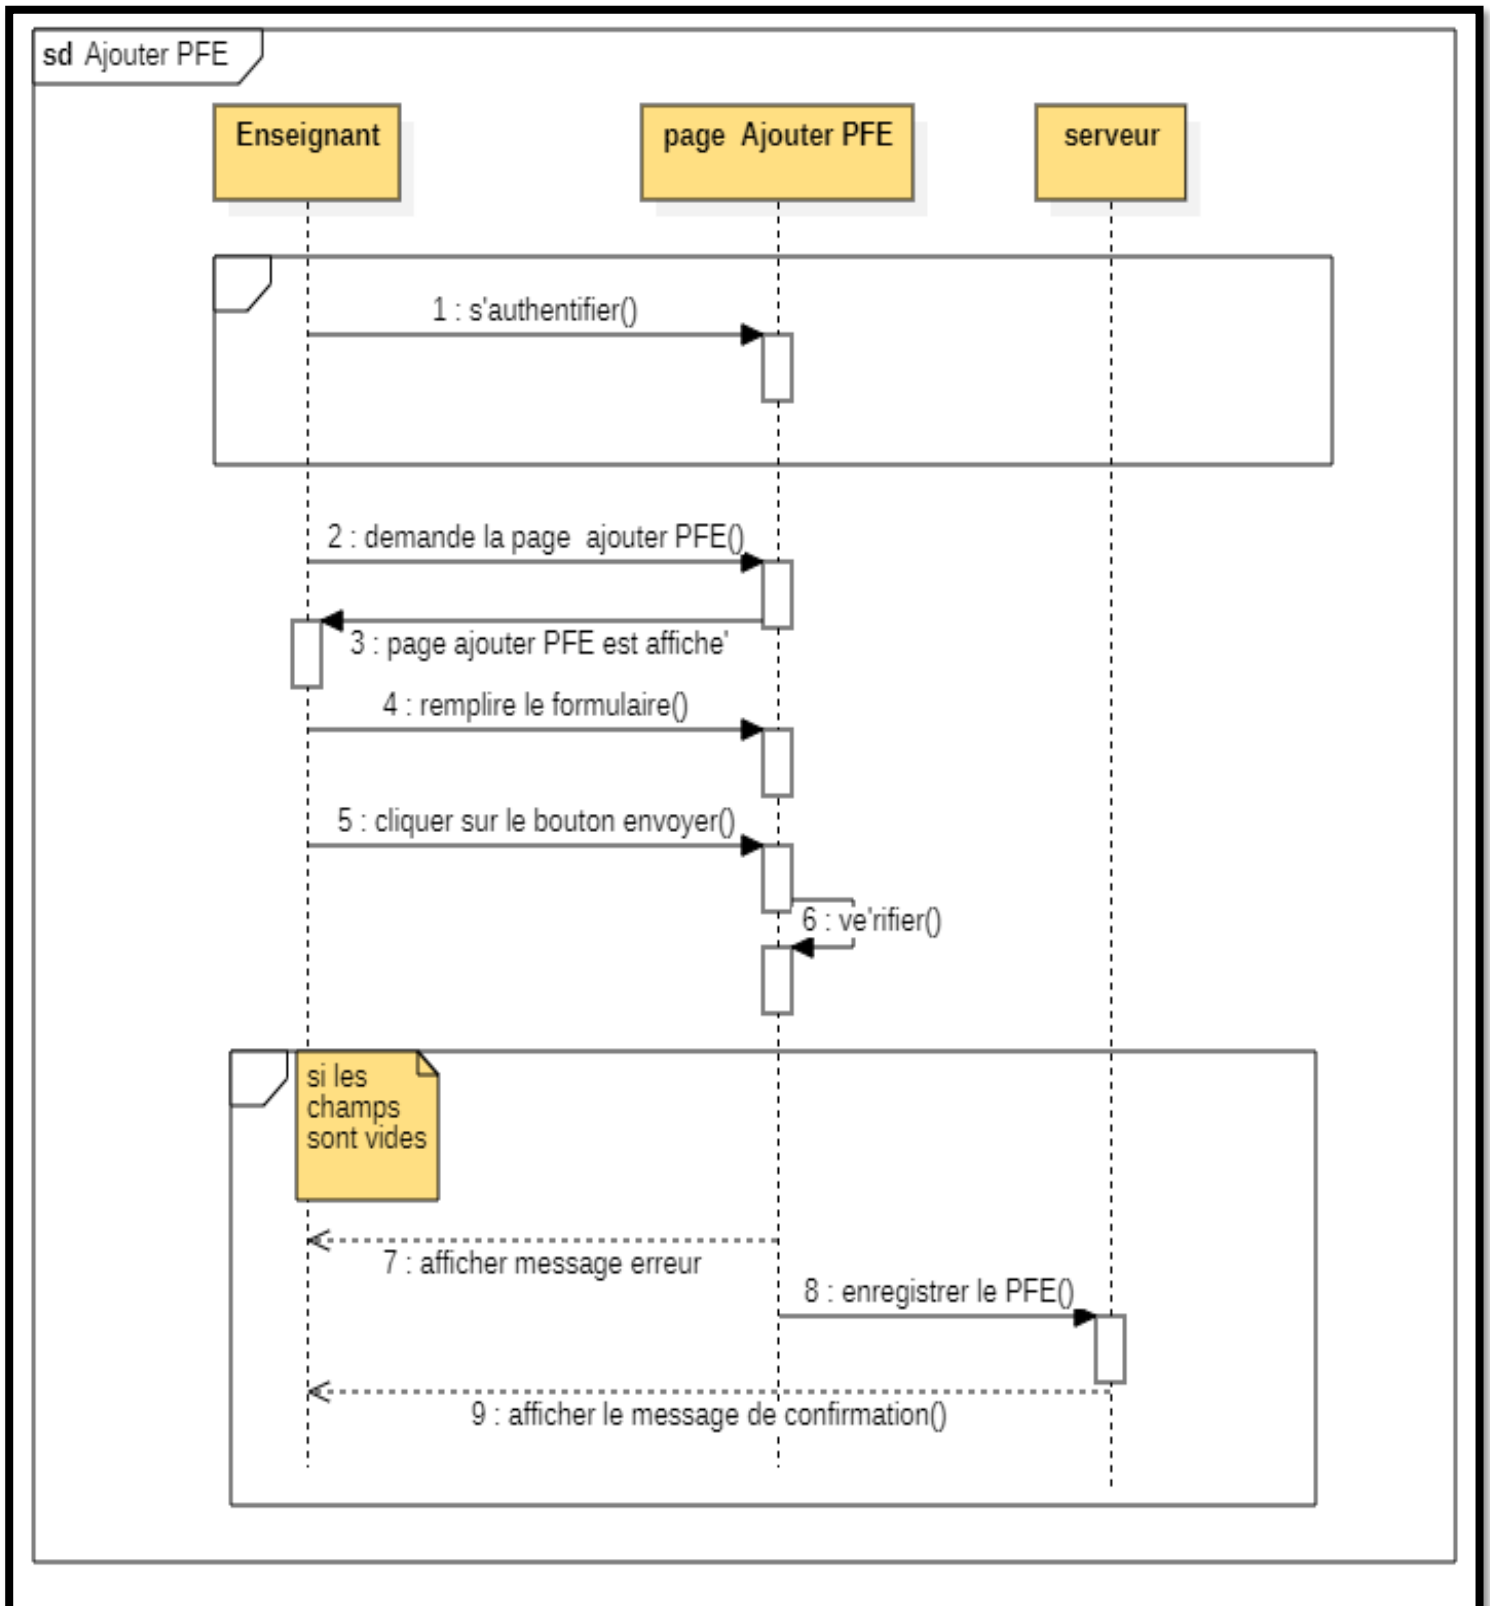 sd Ajouter PFE
Enseignant
page Ajouter PFE
serveur
1 : s'authentifier()
2 : demande la page ajouter PFE()
3 : page ajouter PFE est affiche'
4 : remplire le formulaire()
5 : cliquer sur le bouton envoyer()
6 : ve'rifier()
si les
champs
sont vides
7 : afficher message erreur
8 : enregistrer le PFE()
9 : afficher le message de confirmation()